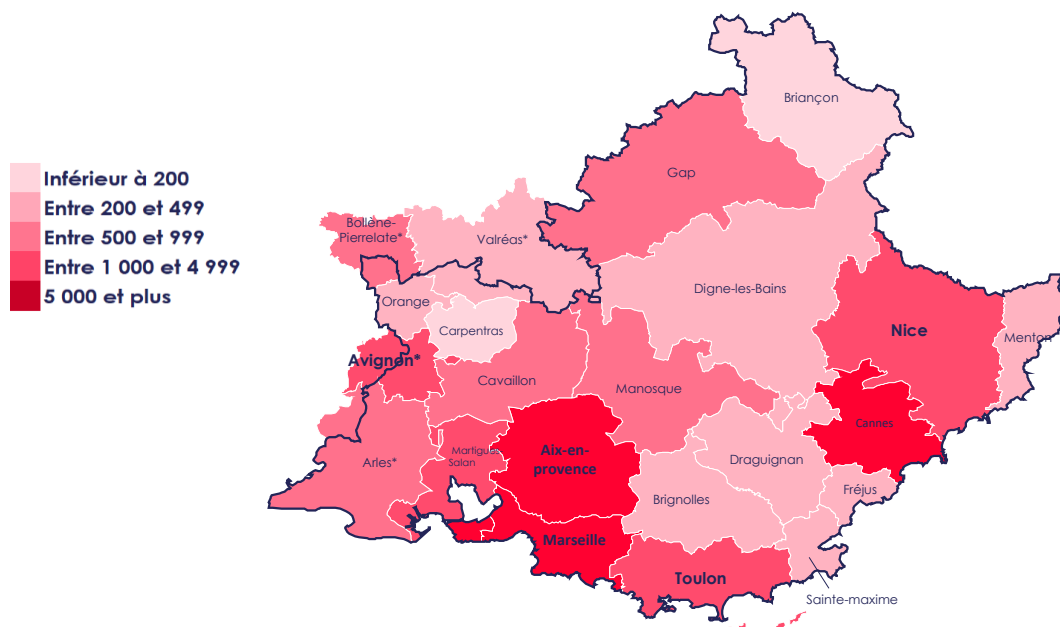 Briançon
Gap
Inférieur à 200
Entre 200 et 499
Entre 500 et 999
Entre 1 000 et 4 999
5 000 et plus
Bollène-
Pierrelate*
Valréas*
Digne-les-Bains
Orange
Carpentras
Nice
Menton
Avignon*
Cavaillon
Manosque
Cannes
Martigues
Salan
Aix-en-
provence
Arles*
Draguignan
Fréjus
Brignolles
Marseille
Toulon
Sainte-maxime